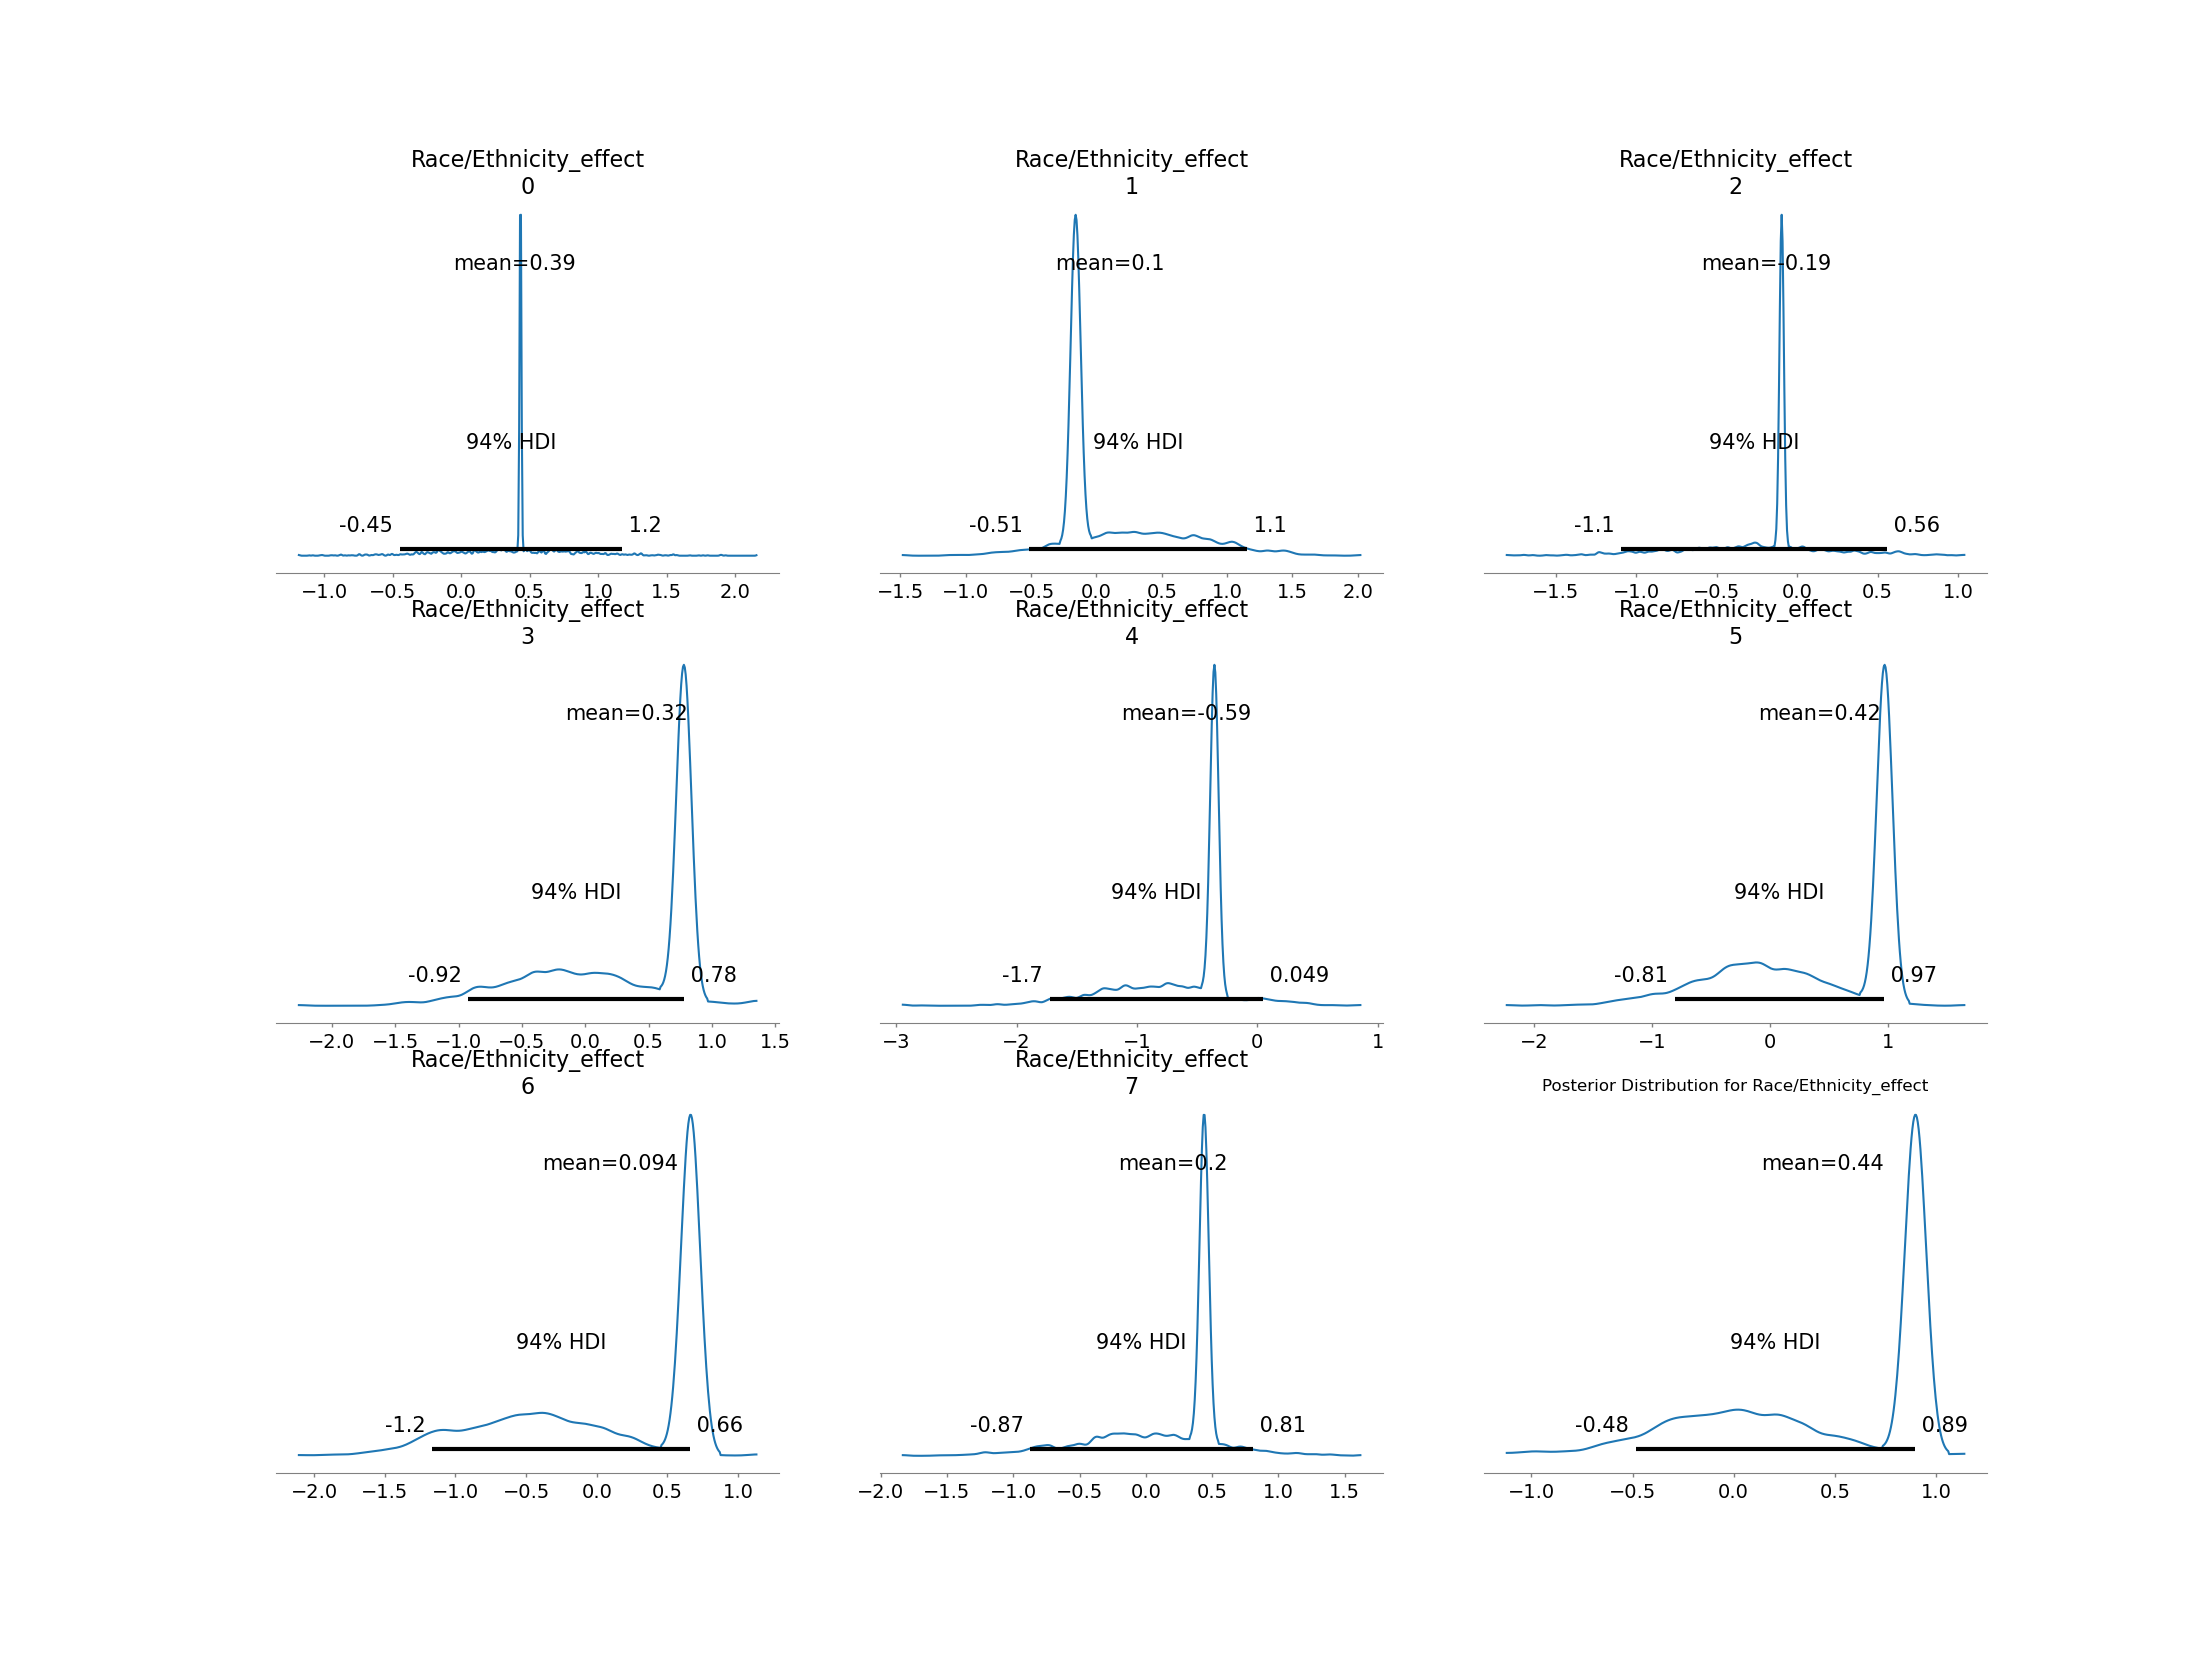 Race/Ethnicity_effect
0
mean=0.39
94% HDI
-0.45
1.2
−1.0 −0.5 0.0 0.5 1.0 1.5 2.0
Race/Ethnicity_effect
1
mean=0.1
94% HDI
-0.51
1.1
−1.5 −1.0 −0.5 0.0 0.5 1.0 1.5 2.0
Race/Ethnicity_effect
2
mean=-0.19
94% HDI
-1.1
0.56
−1.5 −1.0 −0.5 0.0 0.5 1.0
Race/Ethnicity_effect
3
mean=0.32
94% HDI
-0.92
0.78
−2.0 −1.5 −1.0 −0.5 0.0 0.5 1.0 1.5
Race/Ethnicity_effect
4
mean=-0.59
94% HDI
-1.7
0.049
−3 −2 −1 0 1
Race/Ethnicity_effect
5
mean=0.42
94% HDI
-0.81
0.97
−2 −1 0 1
Race/Ethnicity_effect
6
mean=0.094
94% HDI
-1.2
0.66
−2.0 −1.5 −1.0 −0.5 0.0 0.5 1.0
Race/Ethnicity_effect
7
mean=0.2
94% HDI
-0.87
0.81
−2.0 −1.5 −1.0 −0.5 0.0 0.5 1.0 1.5
Posterior Distribution for Race/Ethnicity_effect
mean=0.44
94% HDI
-0.48
0.89
−1.0 −0.5 0.0 0.5 1.0